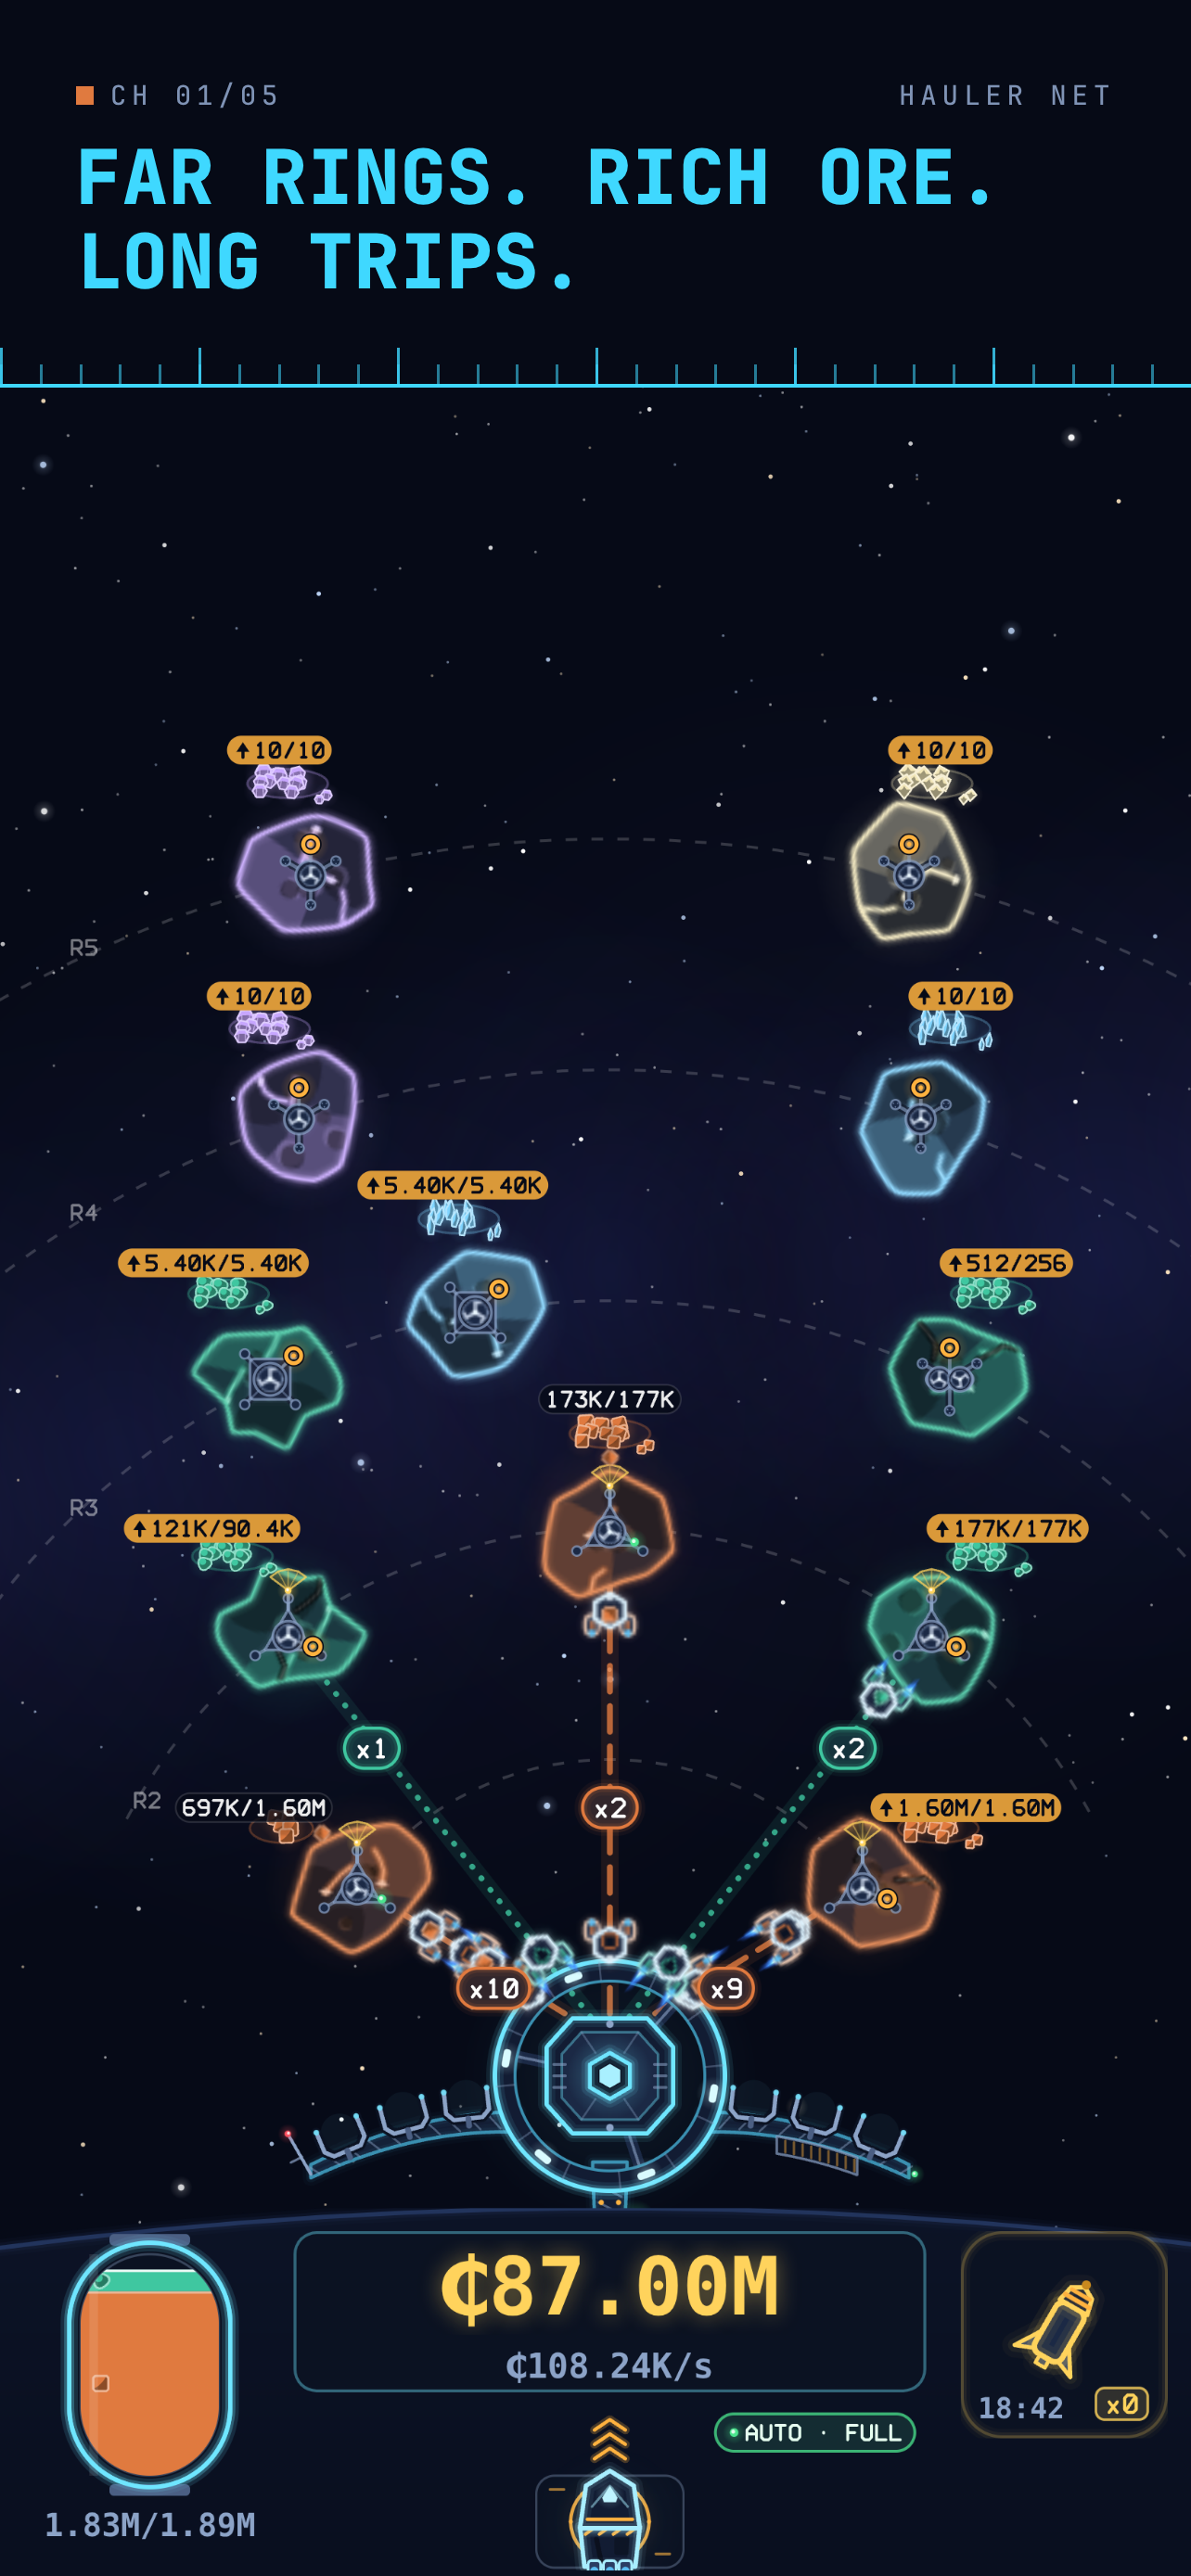 CH 01/05
HAULER NET
FAR RINGS. RICH ORE.
LONG TRIPS.
10/10
10/10
R5
10/10
10/10
5.40K/5.40K
R4
5.40K/5.40K
512/256
173K/177K
R3
121K/90.4K
177K/177K
x1
x2
R2
697K/1.60M
x2
1.60M/1.60M
x10
x9
₵87.00M
₵108.24K/s
18:42
x0
AUTO · FULL
1.83M/1.89M